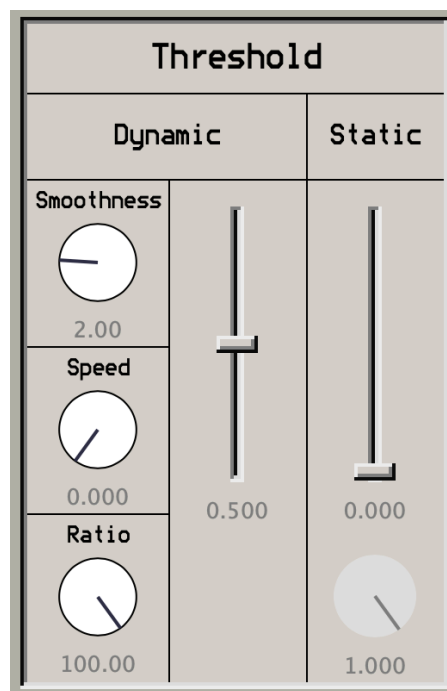 Threshold
Dynamic
Static
Smoothness
2.00
Speed
0.000
0.500
0.000
Ratio
100.00
1.000